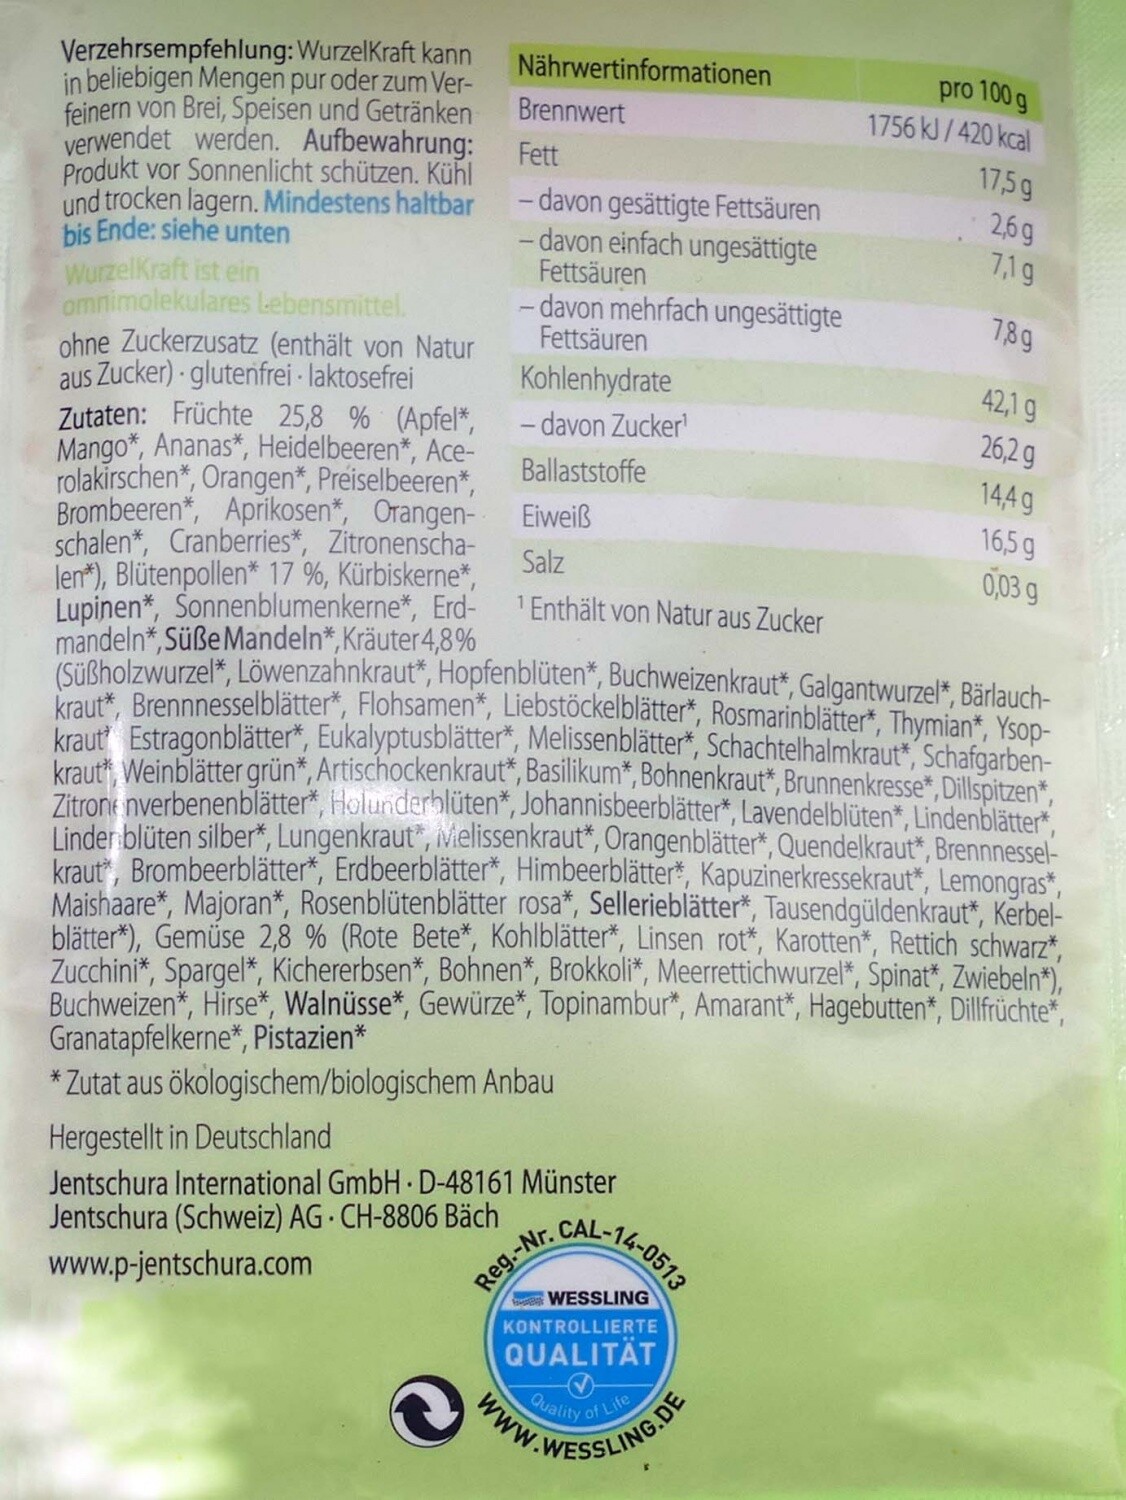 Verzehrsempfehlung: WurzelKraft kann
in beliebigen Mengen pur oder zum Ver-
feinern von Brei, Speisen und Getränken
verwendet werden. Aufbewahrung:
Produkt vor Sonnenlicht schützen. Kühl
und trocken lagern. Mindestens haltbar
bis Ende: siehe unten
WurzelKraft ist ein
omnimolekulares Lebensmittel.
ohne Zuckerzusatz (enthält von Natur
aus Zucker) · glutenfrei · laktosefrei
Nährwertinformationen pro 100 g
Brennwert 1756 kJ / 420 kcal
Fett 17,5 g
– davon gesättigte Fettsäuren 2,6 g
– davon einfach ungesättigte 7,1 g
Fettsäuren
– davon mehrfach ungesättigte 7,8 g
Fettsäuren
Kohlenhydrate 42,1 g
– davon Zucker¹ 26,2 g
Ballaststoffe 14,4 g
Eiweiß 16,5 g
Salz 0,03 g
¹ Enthält von Natur aus Zucker
Zutaten: Früchte 25,8 % (Apfel*,
Mango*, Ananas*, Heidelbeeren*, Ace-
rolakirschen*, Orangen*, Preiselbeeren*,
Brombeeren*, Aprikosen*, Orangen-
schalen*, Cranberries*, Zitronenscha-
len*), Blütenpollen* 17 %, Kürbiskerne*,
Lupinen*, Sonnenblumenkerne*, Erd-
mandeln*, Süße Mandeln*, Kräuter 4,8 %
(Süßholzwurzel*, Löwenzahnkraut*, Hopfenblüten*, Buchweizenkraut*, Galgantwurzel*, Bärlauch-
kraut*, Brennnesselblätter*, Flohsamen*, Liebstöckelblätter*, Rosmarinblätter*, Thymian*, Ysop-
kraut*, Estragonblätter*, Eukalyptusblätter*, Melissenblätter*, Schachtelhalmkraut*, Schafgarben-
kraut*, Weinblätter grün*, Artischockenkraut*, Basilikum*, Bohnenkraut*, Brunnenkresse*, Dillspitzen*,
Zitronenverbenenblätter*, Holunderblüten*, Johannisbeerblätter*, Lavendelblüten*, Lindenblätter*,
Lindenblüten silber*, Lungenkraut*, Melissenkraut*, Orangenblätter*, Quendelkraut*, Brennnessel-
kraut*, Brombeerblätter*, Erdbeerblätter*, Himbeerblätter*, Kapuzinerkressekraut*, Lemongras*,
Maishaare*, Majoran*, Rosenblütenblätter rosa*, Sellerieblätter*, Tausendgüldenkraut*, Kerbel-
blätter*), Gemüse 2,8 % (Rote Bete*, Kohlblätter*, Linsen rot*, Karotten*, Rettich schwarz*,
Zucchini*, Spargel*, Kichererbsen*, Bohnen*, Brokkoli*, Meerrettichwurzel*, Spinat*, Zwiebeln*),
Buchweizen*, Hirse*, Walnüsse*, Gewürze*, Topinambur*, Amarant*, Hagebutten*, Dillfrüchte*,
Granatapfelkerne*, Pistazien*
* Zutat aus ökologischem/biologischem Anbau
Hergestellt in Deutschland
Jentschura International GmbH · D-48161 Münster
Jentschura (Schweiz) AG · CH-8806 Bäch
www.p-jentschura.com
Reg.-Nr. CAL-14-0513
WESSLING
KONTROLLIERTE
QUALITÄT
Quality of Life
WWW.WESSLING.DE